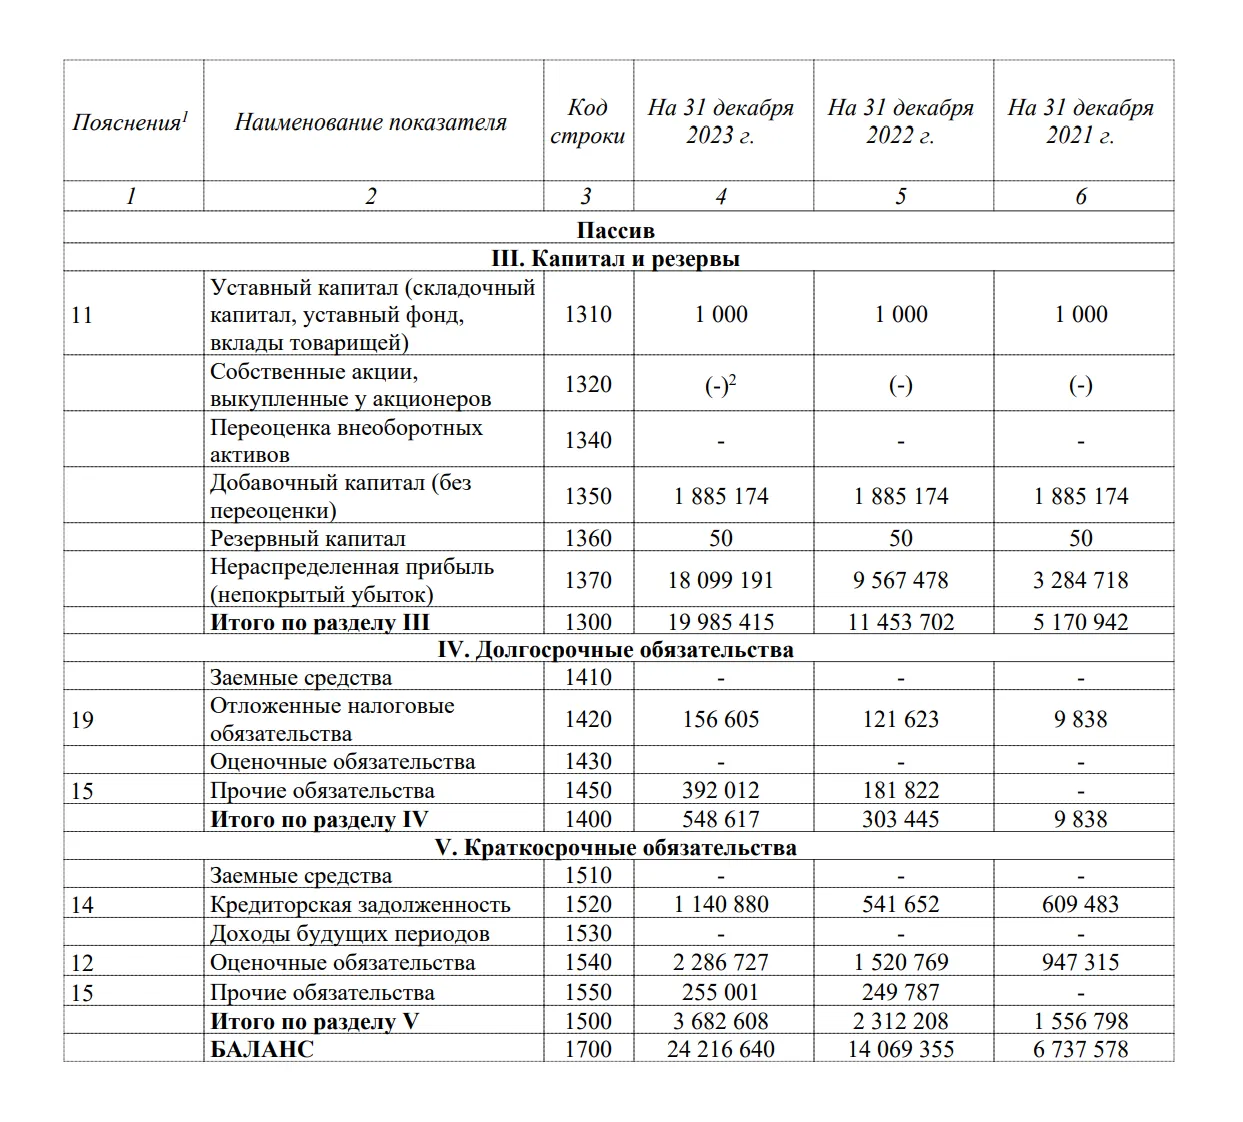 Пояснения1 Наименование показателя Код строки На 31 декабря 2023 г. На 31 декабря 2022 г. На 31 декабря 2021 г.
1 2 3 4 5 6
Пассив
III. Капитал и резервы
11 Уставный капитал (складочный капитал, уставный фонд, вклады товарищей) 1310 1 000 1 000 1 000
Собственные акции, выкупленные у акционеров 1320 (-)2 (-) (-)
Переоценка внеоборотных активов 1340 - - -
Добавочный капитал (без переоценки) 1350 1 885 174 1 885 174 1 885 174
Резервный капитал 1360 50 50 50
Нераспределенная прибыль (непокрытый убыток) 1370 18 099 191 9 567 478 3 284 718
Итого по разделу III 1300 19 985 415 11 453 702 5 170 942
IV. Долгосрочные обязательства
Заемные средства 1410 - - -
19 Отложенные налоговые обязательства 1420 156 605 121 623 9 838
Оценочные обязательства 1430 - - -
15 Прочие обязательства 1450 392 012 181 822 -
Итого по разделу IV 1400 548 617 303 445 9 838
V. Краткосрочные обязательства
Заемные средства 1510 - - -
14 Кредиторская задолженность 1520 1 140 880 541 652 609 483
Доходы будущих периодов 1530 - - -
12 Оценочные обязательства 1540 2 286 727 1 520 769 947 315
15 Прочие обязательства 1550 255 001 249 787 -
Итого по разделу V 1500 3 682 608 2 312 208 1 556 798
БАЛАНС 1700 24 216 640 14 069 355 6 737 578